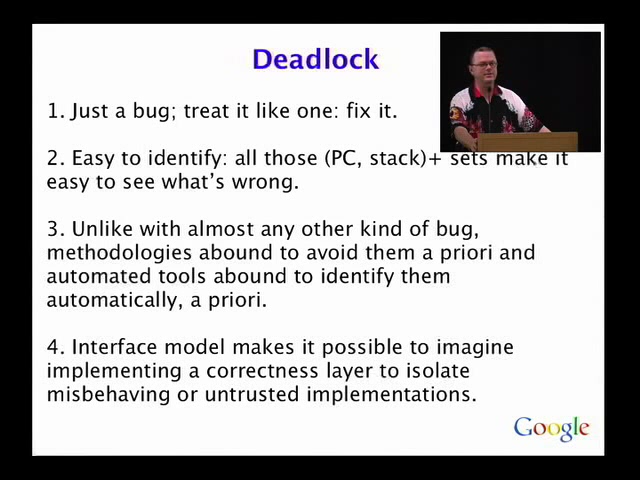 Deadlock
1. Just a bug; treat it like one: fix it.
2. Easy to identify: all those (PC, stack)+ sets make it
easy to see what's wrong.
3. Unlike with almost any other kind of bug,
methodologies abound to avoid them a priori and
automated tools abound to identify them
automatically, a priori.
4. Interface model makes it possible to imagine
implementing a correctness layer to isolate
misbehaving or untrusted implementations.
Google